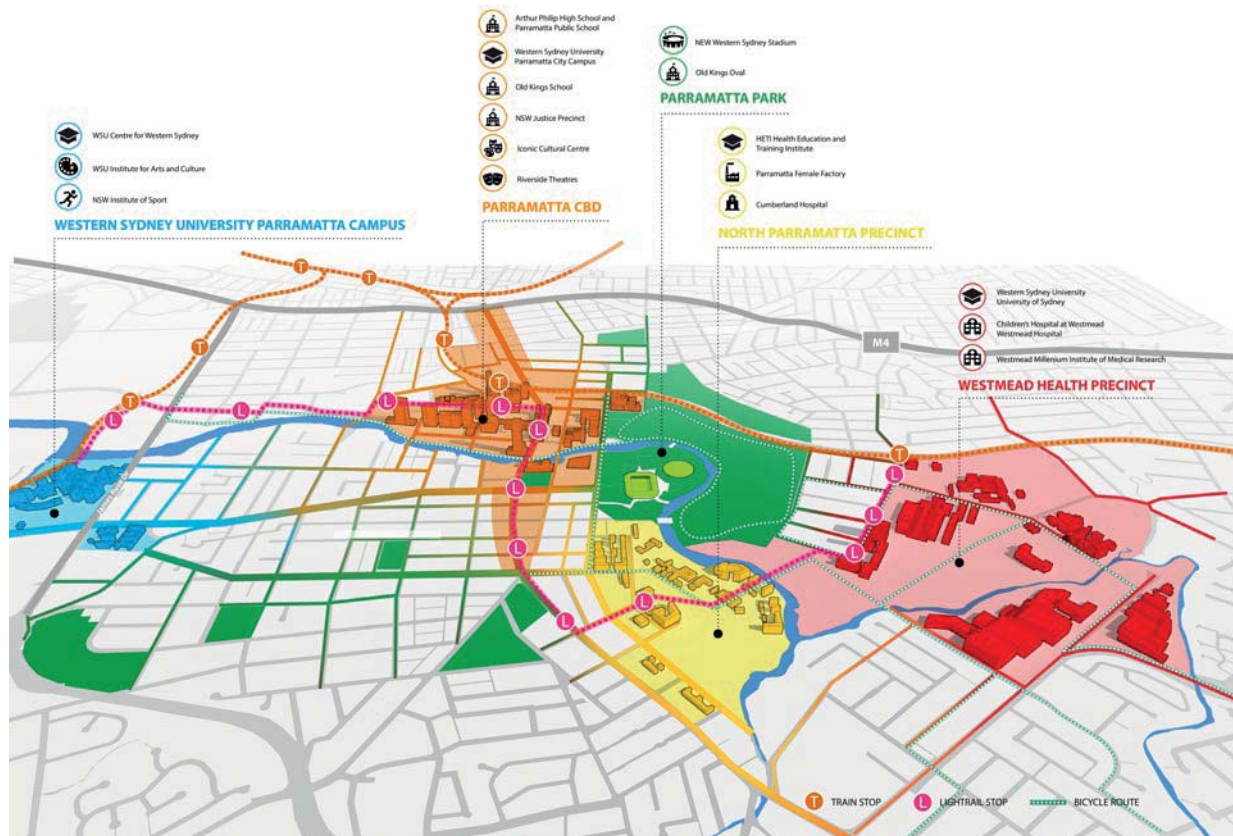 Arthur Philip High School and
Parramatta Public School
Western Sydney University
Parramatta City Campus
Old Kings School
NSW Justice Precinct
Iconic Cultural Centre
Riverside Theatres
PARRAMATTA CBD
NEW Western Sydney Stadium
Old Kings Oval
PARRAMATTA PARK
WSU Centre for Western Sydney
WSU Institute for Arts and Culture
NSW Institute of Sport
WESTERN SYDNEY UNIVERSITY PARRAMATTA CAMPUS
HETI Health Education and
Training Institute
Parramatta Female Factory
Cumberland Hospital
NORTH PARRAMATTA PRECINCT
Western Sydney University
University of Sydney
Children's Hospital at Westmead
Westmead Hospital
Westmead Millenium Institute of Medical Research
WESTMEAD HEALTH PRECINCT
T
T
T
T
M4
T
T
L
L
L
L
L
L
T
L
L
L
L
L
L
L
T TRAIN STOP
L LIGHTRAIL STOP
BICYCLE ROUTE